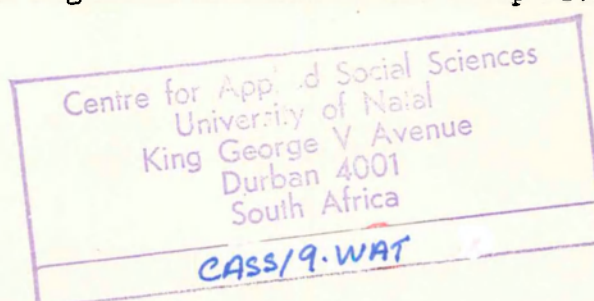 Centre for Applied Social Sciences
University of Natal
King George V Avenue
Durban 4001
South Africa
CASS/9.WAT